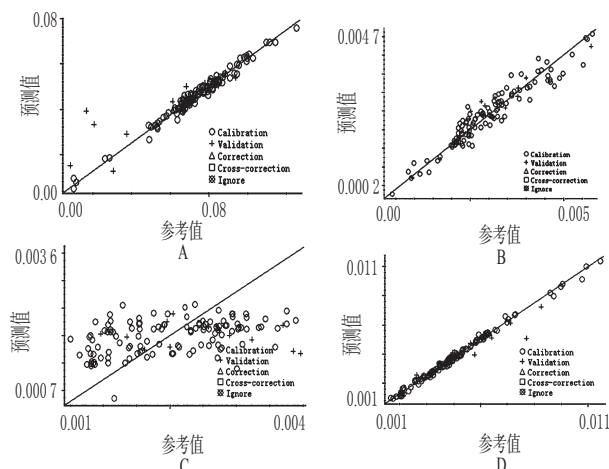 0.08
预测值
0.00
0.00
0.08
参考值
A
Calibration
Validation
Correction
Cross-correction
Ignore
0.004 7
预测值
0.000 2
0.00
0.005
参考值
B
Calibration
Validation
Correction
Cross-correction
Ignore
0.003 6
预测值
0.000 7
0.001
0.004
参考值
C
Calibration
Validation
Correction
Cross-correction
Ignore
0.011
预测值
0.001
0.001
0.011
参考值
D
Calibration
Validation
Correction
Cross-correction
Ignore